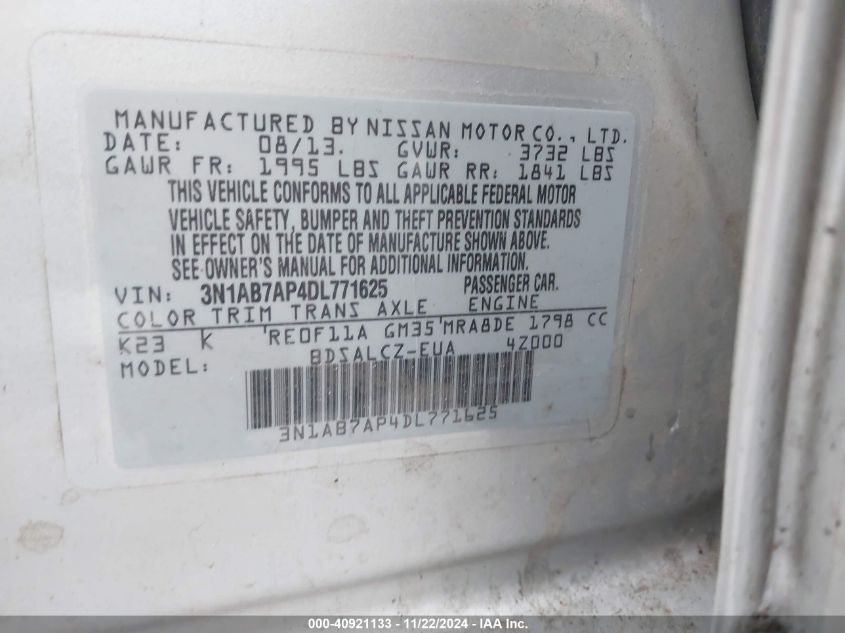 MANUFACTURED BY NISSAN MOTOR CO., LTD.
DATE: 08/13. GVWR: 3732 LBS
GAWR FR: 1995 LBS GAWR RR: 1841 LBS
THIS VEHICLE CONFORMS TO ALL APPLICABLE FEDERAL MOTOR
VEHICLE SAFETY, BUMPER AND THEFT PREVENTION STANDARDS
IN EFFECT ON THE DATE OF MANUFACTURE SHOWN ABOVE.
SEE OWNER'S MANUAL FOR ADDITIONAL INFORMATION.
VIN: 3N1AB7AP4DL771625 PASSENGER CAR.
COLOR TRIM TRANS AXLE ENGINE
K23 K 'RE0F11A GM35'MRA8DE 1798 CC
MODEL: BDSALCZ-EUA 4Z000
3N1AB7AP4DL771625
000-40921133 - 11/22/2024 - IAA Inc.